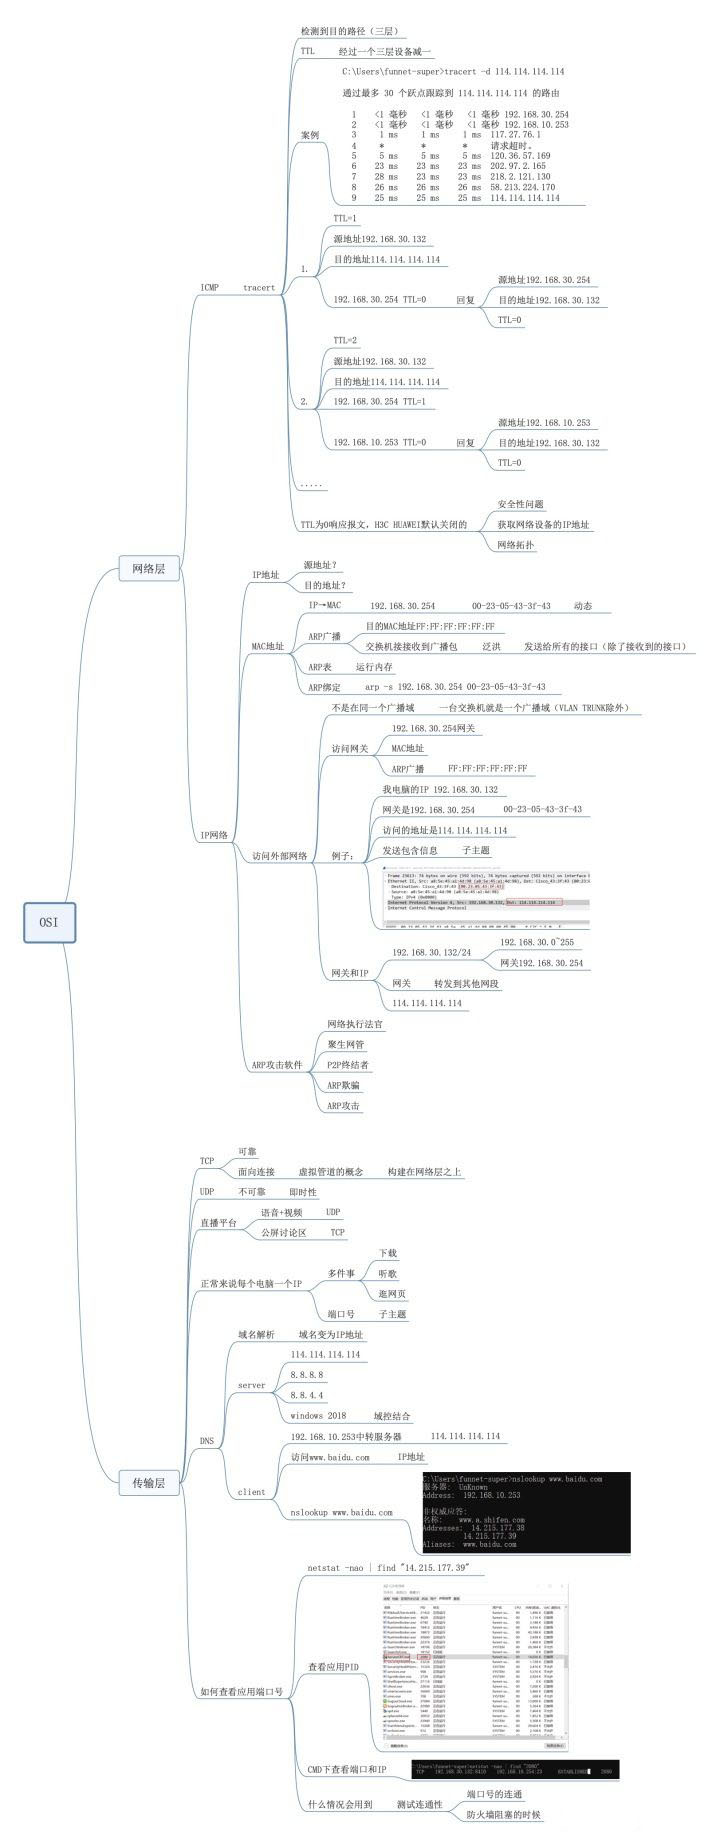 OSI
网络层
ICMP
tracert
检测到目的路径（三层）
TTL 经过一个三层设备减一
案例
C:\Users\funnet-super>tracert -d 114.114.114.114
通过最多 30 个跃点跟踪到 114.114.114.114 的路由
1 <1 毫秒 <1 毫秒 <1 毫秒 192.168.30.254
2 <1 毫秒 <1 毫秒 <1 毫秒 192.168.10.253
3 1 ms 1 ms 1 ms 117.27.76.1
4 * * * 请求超时。
5 5 ms 5 ms 5 ms 120.36.57.169
6 23 ms 23 ms 23 ms 202.97.2.165
7 28 ms 23 ms 23 ms 218.2.121.130
8 26 ms 26 ms 26 ms 58.213.224.170
9 25 ms 25 ms 25 ms 114.114.114.114
1.
TTL=1
源地址192.168.30.132
目的地址114.114.114.114
192.168.30.254 TTL=0 回复
源地址192.168.30.254
目的地址192.168.30.132
TTL=0
2.
TTL=2
源地址192.168.30.132
目的地址114.114.114.114
192.168.30.254 TTL=1
192.168.10.253 TTL=0 回复
源地址192.168.10.253
目的地址192.168.30.132
TTL=0
.....
TTL为0响应报文，H3C HUAWEI默认关闭的
安全性问题
获取网络设备的IP地址
网络拓扑
IP网络
IP地址
源地址？
目的地址？
MAC地址
IP→MAC 192.168.30.254 00-23-05-43-3f-43 动态
ARP广播
目的MAC地址FF:FF:FF:FF:FF:FF
交换机接接收到广播包 泛洪 发送给所有的接口（除了接收到的接口）
ARP表 运行内存
ARP绑定 arp -s 192.168.30.254 00-23-05-43-3f-43
访问外部网络
不是在同一个广播域 一台交换机就是一个广播域（VLAN TRUNK除外）
访问网关
192.168.30.254网关
MAC地址
ARP广播 FF:FF:FF:FF:FF:FF
例子：
我电脑的IP 192.168.30.132
网关是192.168.30.254 00-23-05-43-3f-43
访问的地址是114.114.114.114
发送包含信息 子主题
Destination: Cisco_43:3f:43 (00:23:05:43:3f:43)
Type: IPv4 (0x0800)
Internet Protocol Version 4, Src: 192.168.30.132, Dst: 114.114.114.114
Internet Control Message Protocol
网关和IP
192.168.30.132/24
192.168.30.0~255
网关192.168.30.254
网关 转发到其他网段
114.114.114.114
ARP攻击软件
网络执法官
聚生网管
P2P终结者
ARP欺骗
ARP攻击
传输层
TCP
可靠
面向连接 虚拟管道的概念 构建在网络层之上
UDP 不可靠 即时性
直播平台
语音+视频 UDP
公屏讨论区 TCP
正常来说每个电脑一个IP
多件事
下载
听歌
逛网页
端口号 子主题
DNS
域名解析 域名变为IP地址
server
114.114.114.114
8.8.8.8
8.8.4.4
windows 2018 域控结合
client
192.168.10.253中转服务器 114.114.114.114
访问www.baidu.com IP地址
nslookup www.baidu.com
C:\Users\funnet-super>nslookup www.baidu.com
服务器: UnKnown
Address: 192.168.10.253
非权威应答:
名称: www.a.shifen.com
Addresses: 14.215.177.38
14.215.177.39
Aliases: www.baidu.com
如何查看应用端口号
netstat -nao | find "14.215.177.39"
查看应用PID
CMD下查看端口和IP
什么情况会用到 测试连通性
端口号的连通
防火墙阻塞的时候